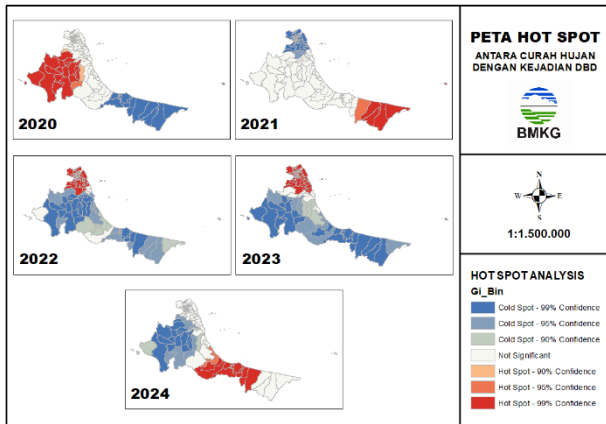 2020
2021
2022
2023
2024
PETA HOT SPOT
ANTARA CURAH HUJAN
DENGAN KEJADIAN DBD
BMKG
N
W E
S
1:1.500.000
HOT SPOT ANALYSIS
Gi_Bin
Cold Spot - 99% Confidence
Cold Spot - 95% Confidence
Cold Spot - 90% Confidence
Not Significant
Hot Spot - 90% Confidence
Hot Spot - 95% Confidence
Hot Spot - 99% Confidence